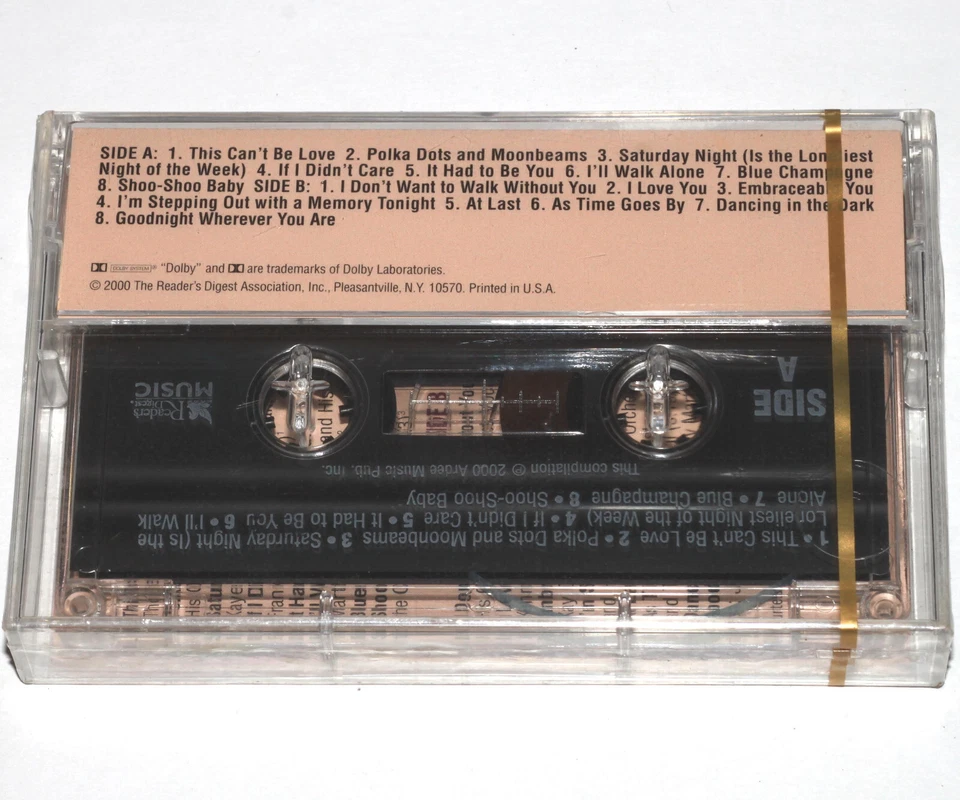 SIDE A: 1. This Can't Be Love 2. Polka Dots and Moonbeams 3. Saturday Night (Is the Loneliest
Night of the Week) 4. If I Didn't Care 5. It Had to Be You 6. I'll Walk Alone 7. Blue Champagne
8. Shoo-Shoo Baby SIDE B: 1. I Don't Want to Walk Without You 2. I Love You 3. Embraceable You
4. I'm Stepping Out with a Memory Tonight 5. At Last 6. As Time Goes By 7. Dancing in the Dark
8. Goodnight Wherever You Are
DOLBY SYSTEM® "Dolby" and are trademarks of Dolby Laboratories.
© 2000 The Reader's Digest Association, Inc., Pleasantville, N.Y. 10570. Printed in U.S.A.
1 • This Can't Be Love 2 • Polka Dots and Moonbeams 3 • Saturday Night (Is the
Loneliest Night of the Week) 4 • If I Didn't Care 5 • It Had to Be You 6 • I'll Walk
Alone 7 • Blue Champagne 8 • Shoo-Shoo Baby
This compilation ℗ 2000 Ardee Music Pub. Inc.
SIDE
A
Reader's
Digest
MUSIC